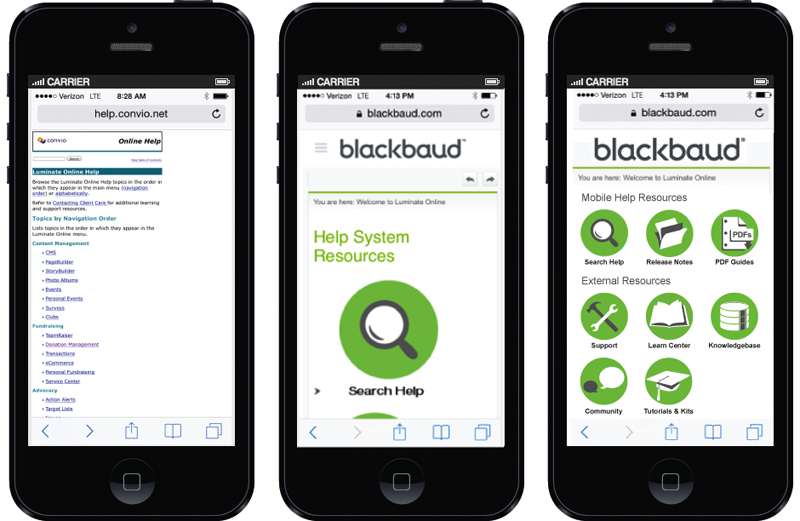 CARRIER
Verizon LTE 8:28 AM
help.convio.net
convio Online Help
Search
Luminate Online Help
Browse the Luminate Online Help topics in the order in
which they appear in the main menu (navigation
order) or alphabetically.
Refer to Contacting Client Care for additional learning
and support resources.
Topics by Navigation Order
Lists topics in the order in which they appear in the
Luminate Online menu.
Content Management
CMS
PageBuilder
StoryBuilder
Photo Albums
Events
Personal Events
Surveys
Clubs
Fundraising
TeamRaiser
Donation Management
Transactions
eCommerce
Personal Fundraising
Service Center
Advocacy
Action Alerts
Target Lists
CARRIER
Verizon LTE 4:13 PM
blackbaud.com
blackbaud™
You are here: Welcome to Luminate Online
Help System
Resources
Search Help
CARRIER
Verizon LTE 4:13 PM
blackbaud.com
blackbaud®
You are here: Welcome to Luminate Online
Mobile Help Resources
PDFs
Search Help Release Notes PDF Guides
External Resources
Support Learn Center Knowledgebase
Community Tutorials & Kits